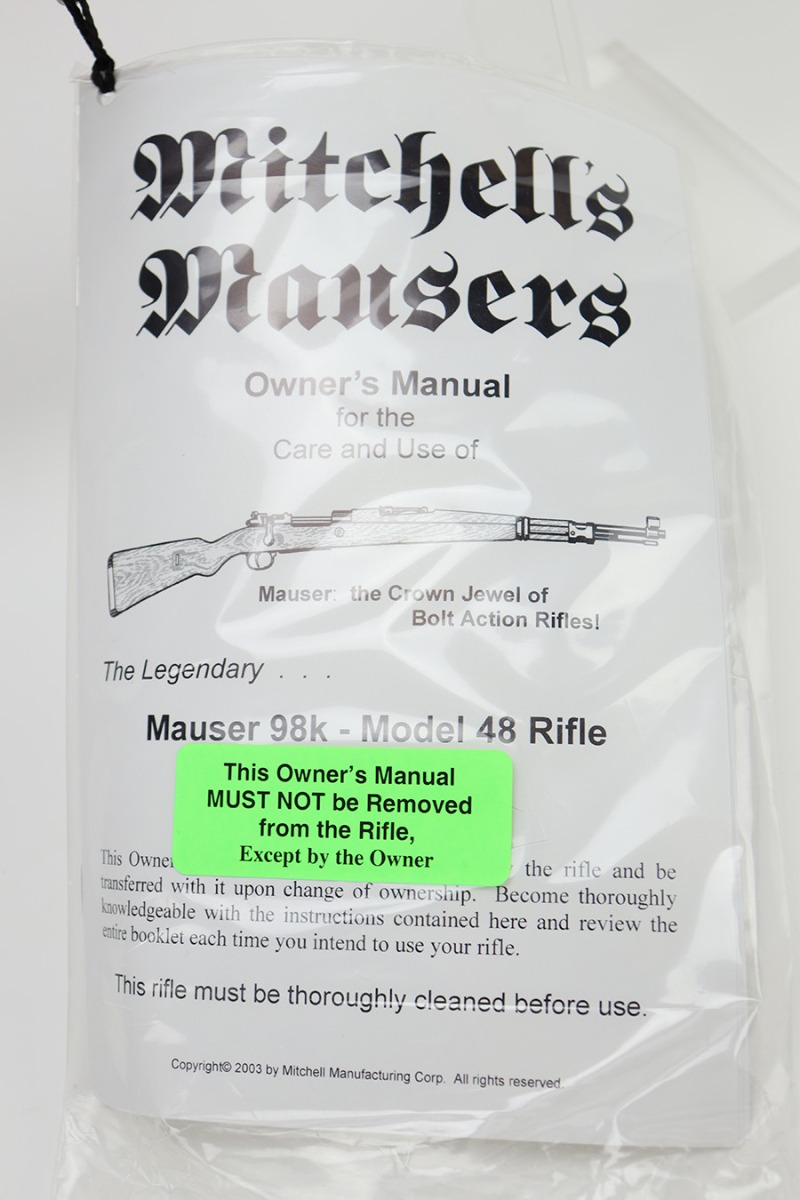 Mitchell's
Mausers
Owner's Manual
for the
Care and Use of
Mauser: the Crown Jewel of
Bolt Action Rifles!
The Legendary . . .
Mauser 98k - Model 48 Rifle
This Owner's Manual
MUST NOT be Removed
from the Rifle,
Except by the Owner
This Owne the rifle and be
transferred with it upon change of ownership. Become thoroughly
knowledgeable with the instructions contained here and review the
entire booklet each time you intend to use your rifle.
This rifle must be thoroughly cleaned before use.
Copyright© 2003 by Mitchell Manufacturing Corp. All rights reserved.